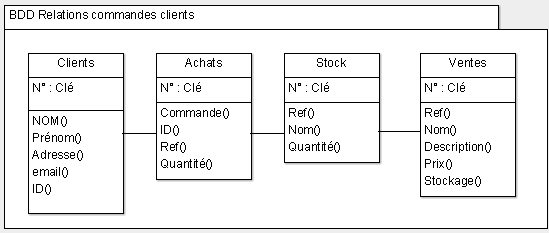 BDD Relations commandes clients
Clients
N° : Clé
NOM()
Prénom()
Adresse()
email()
ID()
Achats
N° : Clé
Commande()
ID()
Ref()
Quantité()
Stock
N° : Clé
Ref()
Nom()
Quantité()
Ventes
N° : Clé
Ref()
Nom()
Description()
Prix()
Stockage()